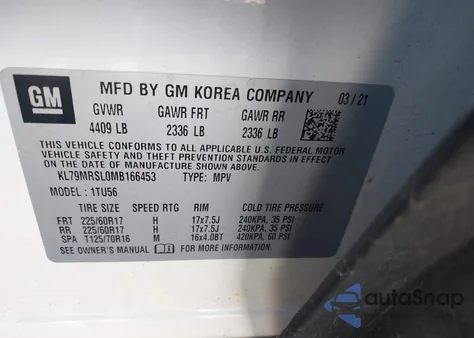 GM
MFD BY GM KOREA COMPANY 03/21
GVWR GAWR FRT GAWR RR
4409 LB 2336 LB 2336 LB
THIS VEHICLE CONFORMS TO ALL APPLICABLE U.S. FEDERAL MOTOR
VEHICLE SAFETY, BUMPER, AND THEFT PREVENTION STANDARDS IN EFFECT
ON THE DATE OF MANUFACTURE SHOWN ABOVE.
KL79MRSL0MB166453 TYPE: MPV
MODEL: 1TU56
TIRE SIZE SPEED RTG RIM COLD TIRE PRESSURE
FRT 225/60R17 H 17x7.5J 240KPA, 35 PSI
RR 225/60R17 H 17x7.5J 240KPA, 35 PSI
SPA T125/70R16 M 16x4.0BT 420KPA, 60 PSI
SEE OWNER'S MANUAL FOR MORE INFORMATION.
autoSnap